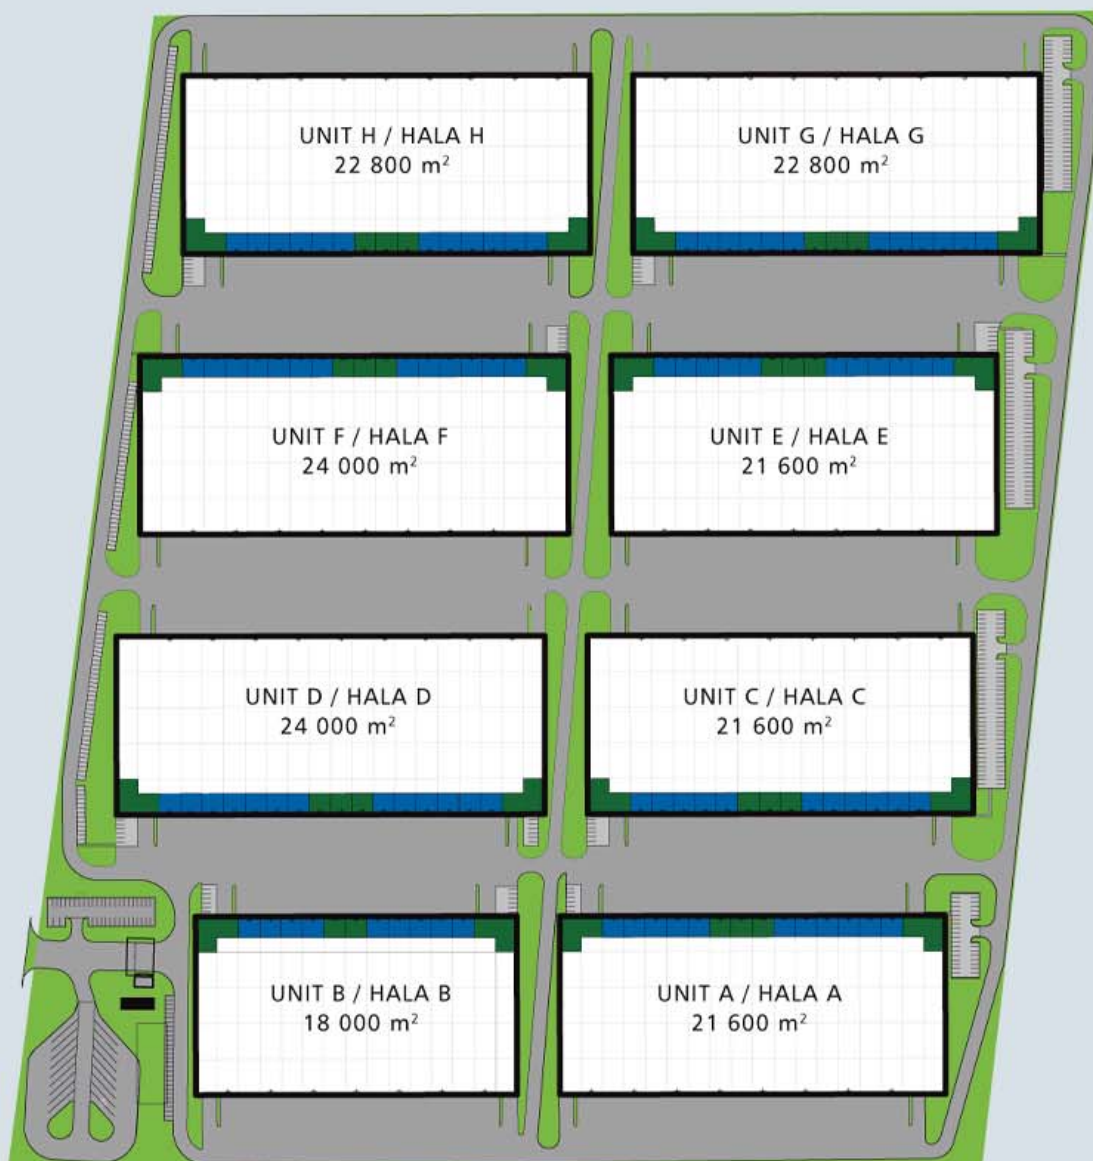 UNIT H / HALA H
22 800 m²
UNIT G / HALA G
22 800 m²
UNIT F / HALA F
24 000 m²
UNIT E / HALA E
21 600 m²
UNIT D / HALA D
24 000 m²
UNIT C / HALA C
21 600 m²
UNIT B / HALA B
18 000 m²
UNIT A / HALA A
21 600 m²